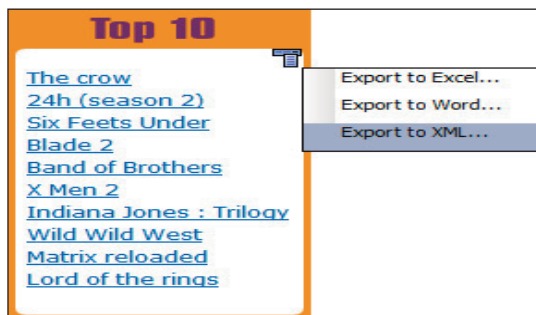 Top 10
The crow
24h (season 2)
Six Feets Under
Blade 2
Band of Brothers
X Men 2
Indiana Jones : Trilogy
Wild Wild West
Matrix reloaded
Lord of the rings
Export to Excel...
Export to Word...
Export to XML...